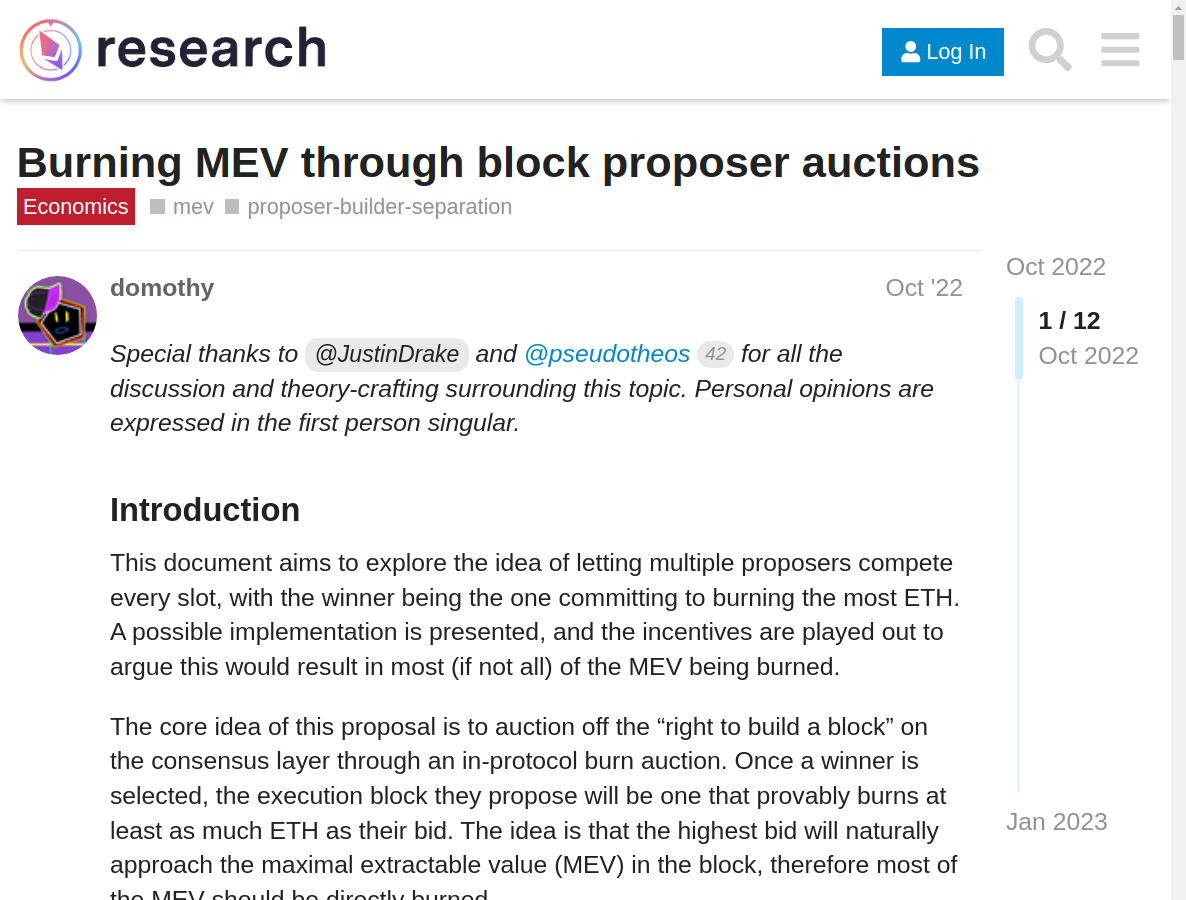 research
Log In
Burning MEV through block proposer auctions
Economics mev proposer-builder-separation
domothy Oct '22
Special thanks to @JustinDrake and @pseudotheos 42 for all the
discussion and theory-crafting surrounding this topic. Personal opinions are
expressed in the first person singular.
Introduction
This document aims to explore the idea of letting multiple proposers compete
every slot, with the winner being the one committing to burning the most ETH.
A possible implementation is presented, and the incentives are played out to
argue this would result in most (if not all) of the MEV being burned.
The core idea of this proposal is to auction off the “right to build a block” on
the consensus layer through an in-protocol burn auction. Once a winner is
selected, the execution block they propose will be one that provably burns at
least as much ETH as their bid. The idea is that the highest bid will naturally
approach the maximal extractable value (MEV) in the block, therefore most of
the MEV should be directly burned.
Oct 2022
1 / 12
Oct 2022
Jan 2023